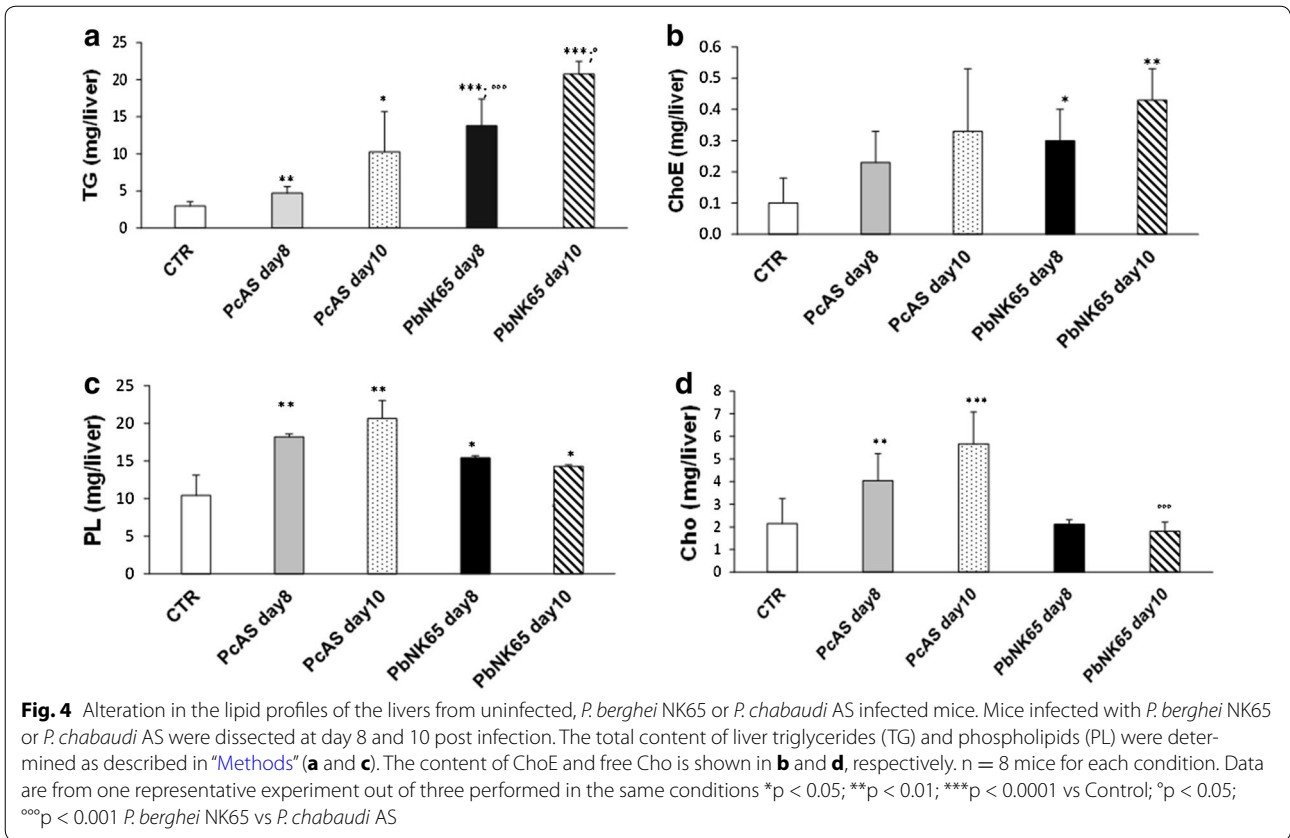 a
TG (mg/liver)
25
20
15
10
5
0
**
*
***; °°°
***;°
CTR
PcAS day8
PcAS day10
PbNK65 day8
PbNK65 day10
b
ChoE (mg/liver)
0.6
0.5
0.4
0.3
0.2
0.1
0.0
*
**
CTR
PcAS day8
PcAS day10
PbNK65 day8
PbNK65 day10
c
PL (mg/liver)
25
20
15
10
5
0
**
**
*
*
CTR
PcAS day8
PcAS day10
PbNK65 day8
PbNK65 day10
d
Cho (mg/liver)
8
7
6
5
4
3
2
1
0
**
***
°°°
CTR
PcAS day8
PcAS day10
PbNK65 day8
PbNK65 day10
Fig. 4 Alteration in the lipid profiles of the livers from uninfected, P. berghei NK65 or P. chabaudi AS infected mice. Mice infected with P. berghei NK65
or P. chabaudi AS were dissected at day 8 and 10 post infection. The total content of liver triglycerides (TG) and phospholipids (PL) were deter-
mined as described in "Methods" (a and c). The content of ChoE and free Cho is shown in b and d, respectively. n = 8 mice for each condition. Data
are from one representative experiment out of three performed in the same conditions *p < 0.05; **p < 0.01; ***p < 0.0001 vs Control; °p < 0.05;
°°°p < 0.001 P. berghei NK65 vs P. chabaudi AS